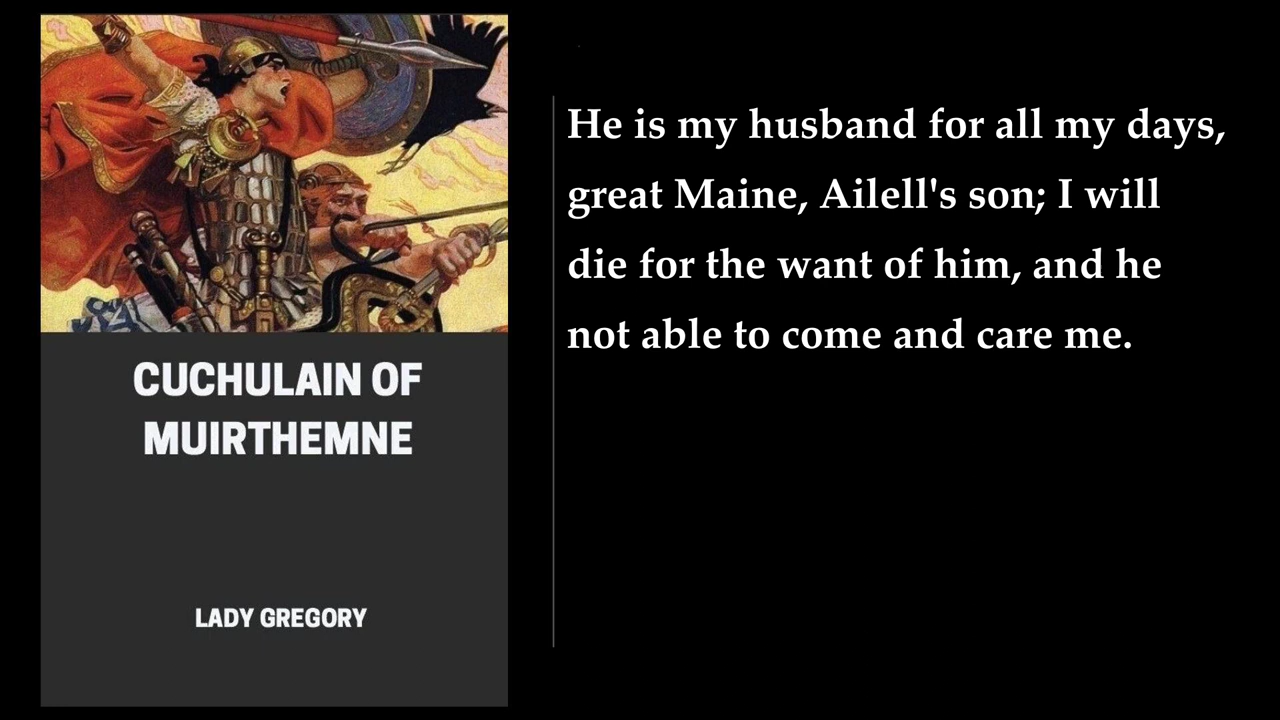 CUCHULAIN OF
MUIRTHEMNE
LADY GREGORY
He is my husband for all my days,
great Maine, Ailell's son; I will
die for the want of him, and he
not able to come and care me.